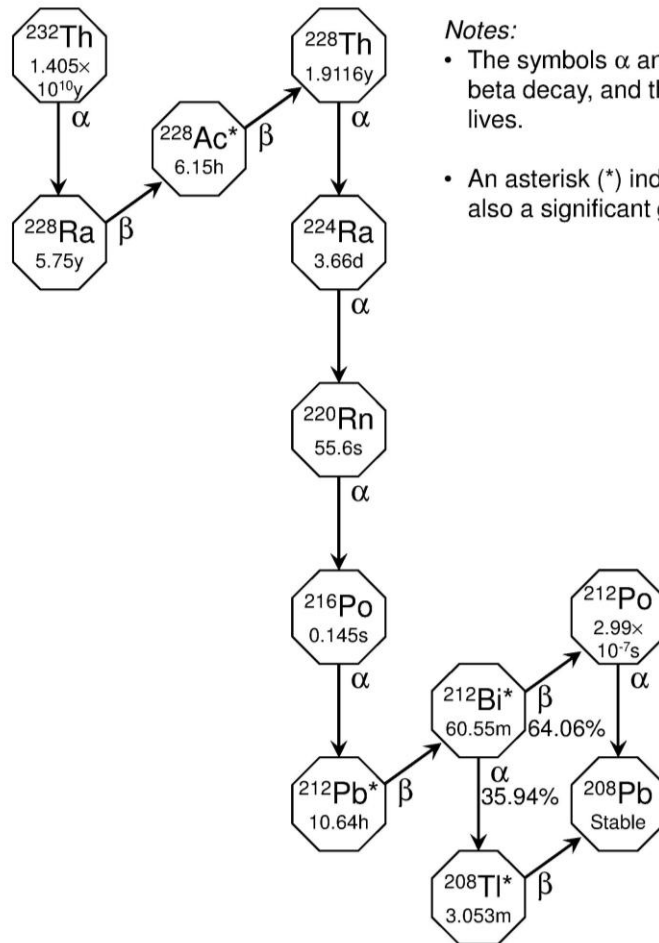 ²³²Th
1.405×
10¹⁰y
α
²²⁸Ra
5.75y
β
²²⁸Ac*
6.15h
β
²²⁸Th
1.9116y
α
²²⁴Ra
3.66d
α
²²⁰Rn
55.6s
α
²¹⁶Po
0.145s
α
²¹²Pb*
10.64h
β
²¹²Bi*
60.55m
β
64.06%
α
35.94%
²¹²Po
2.99×
10⁻⁷s
α
²⁰⁸Tl*
3.053m
β
²⁰⁸Pb
Stable
Notes:
• The symbols α an
beta decay, and th
lives.
• An asterisk (*) ind
also a significant